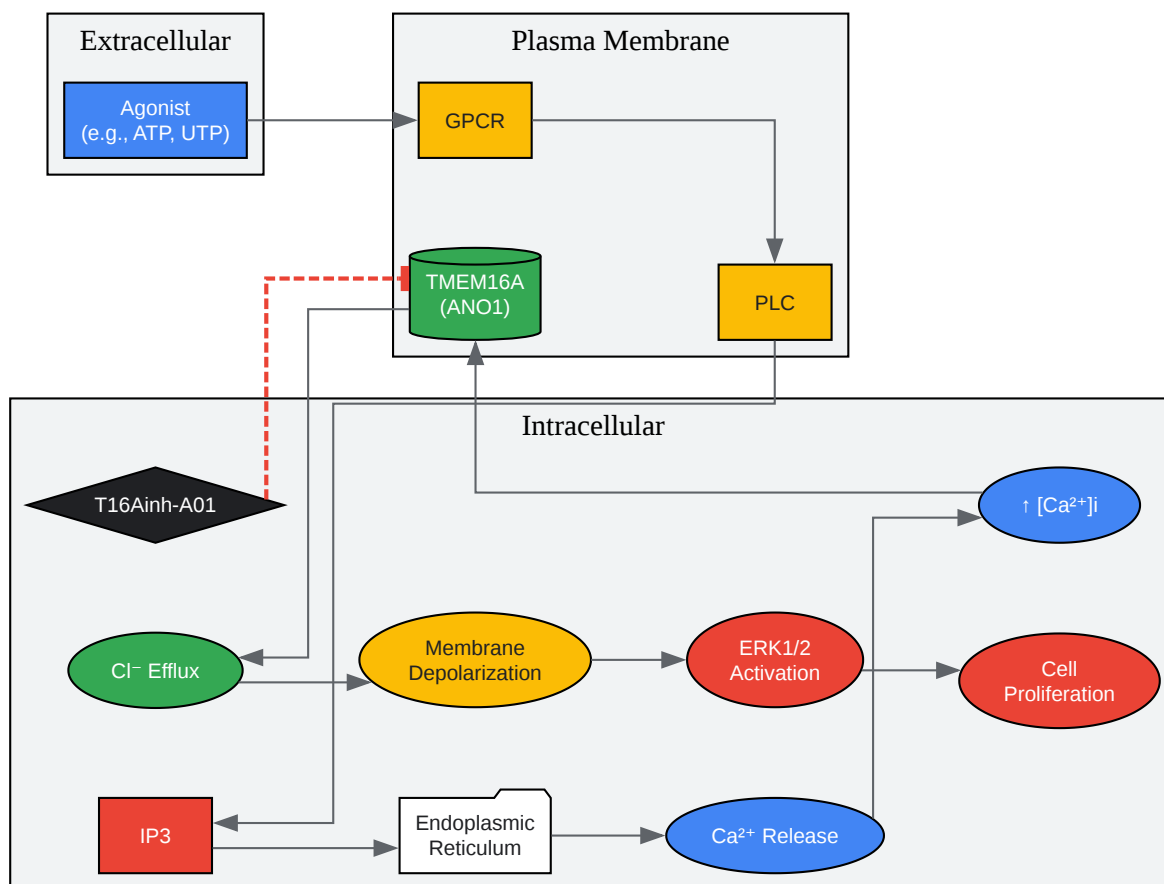 Extracellular
Agonist
(e.g., ATP, UTP)
Plasma Membrane
GPCR
TMEM16A
(ANO1)
PLC
Intracellular
T16Ainh-A01
↑ [Ca²⁺]i
Cl⁻ Efflux
Membrane
Depolarization
ERK1/2
Activation
Cell
Proliferation
IP3
Endoplasmic
Reticulum
Ca²⁺ Release